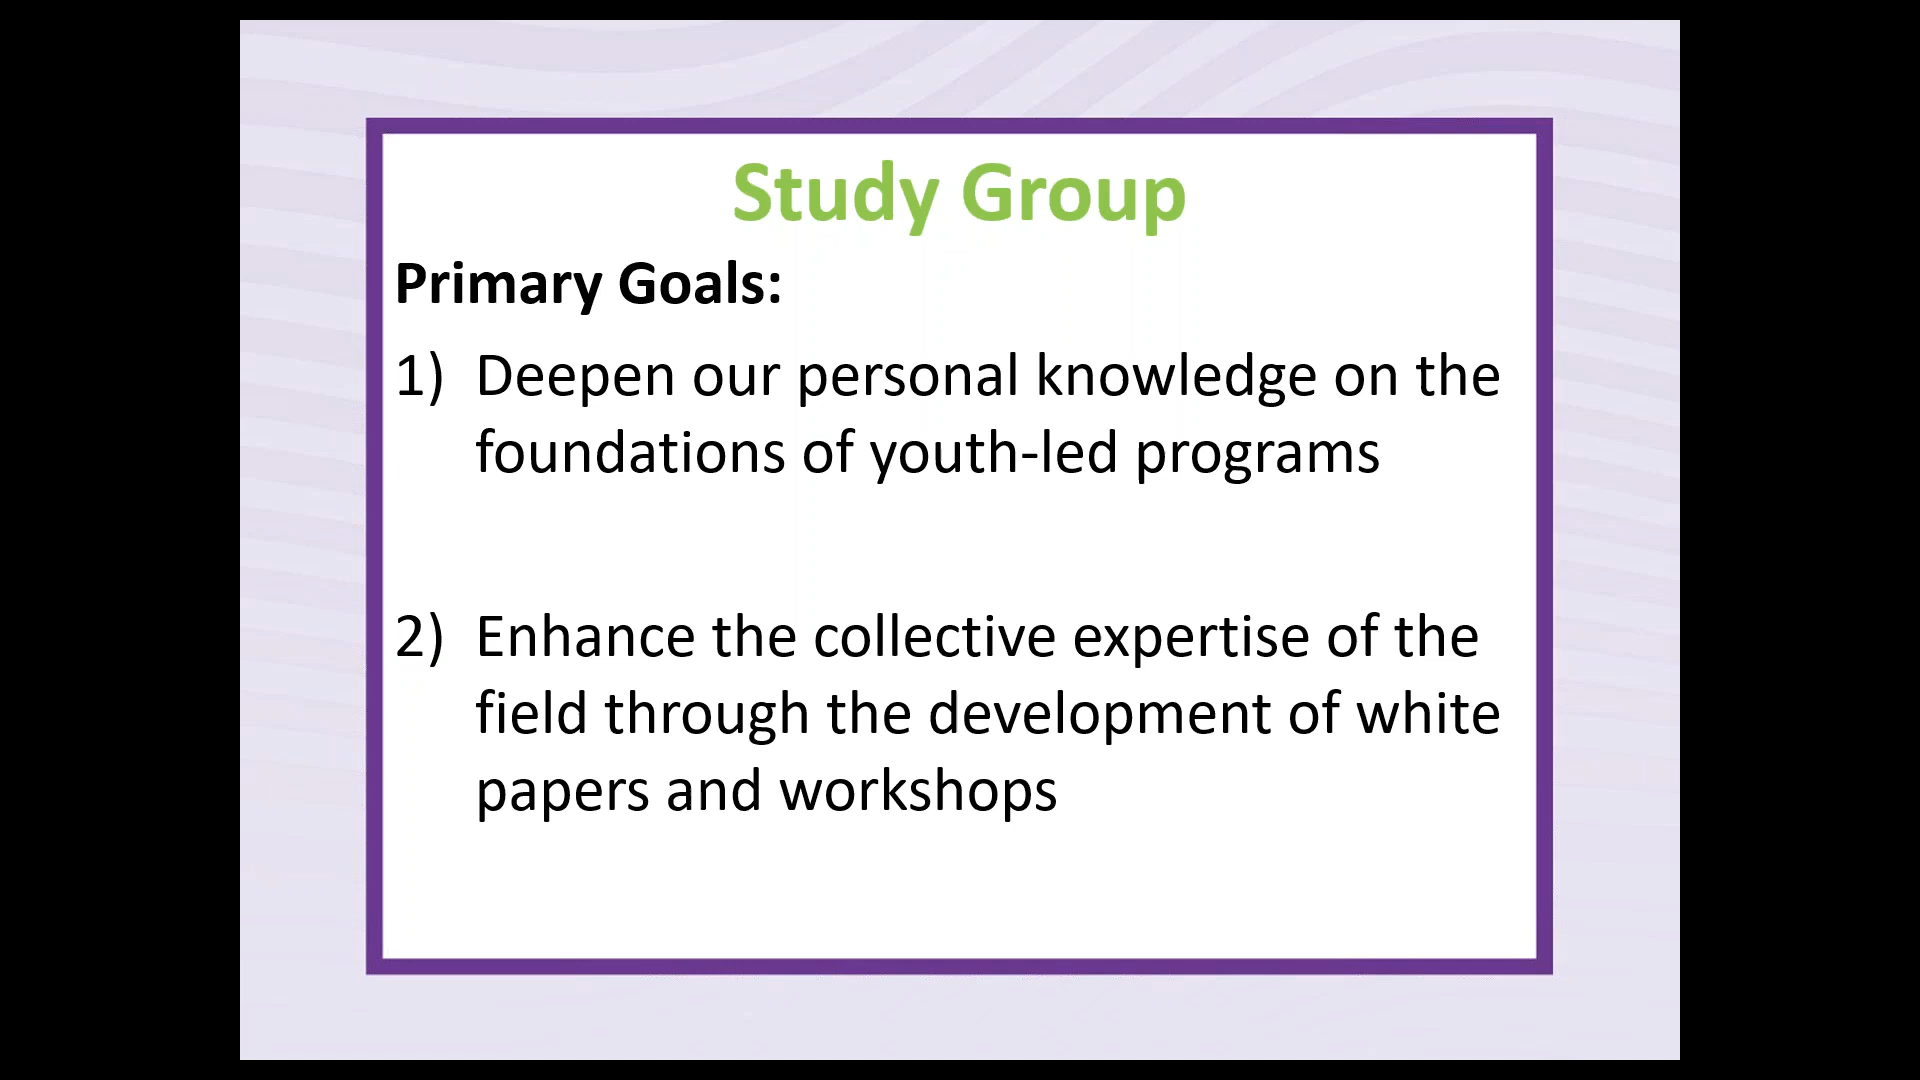 Study Group
Primary Goals:
1) Deepen our personal knowledge on the
foundations of youth-led programs
2) Enhance the collective expertise of the
field through the development of white
papers and workshops